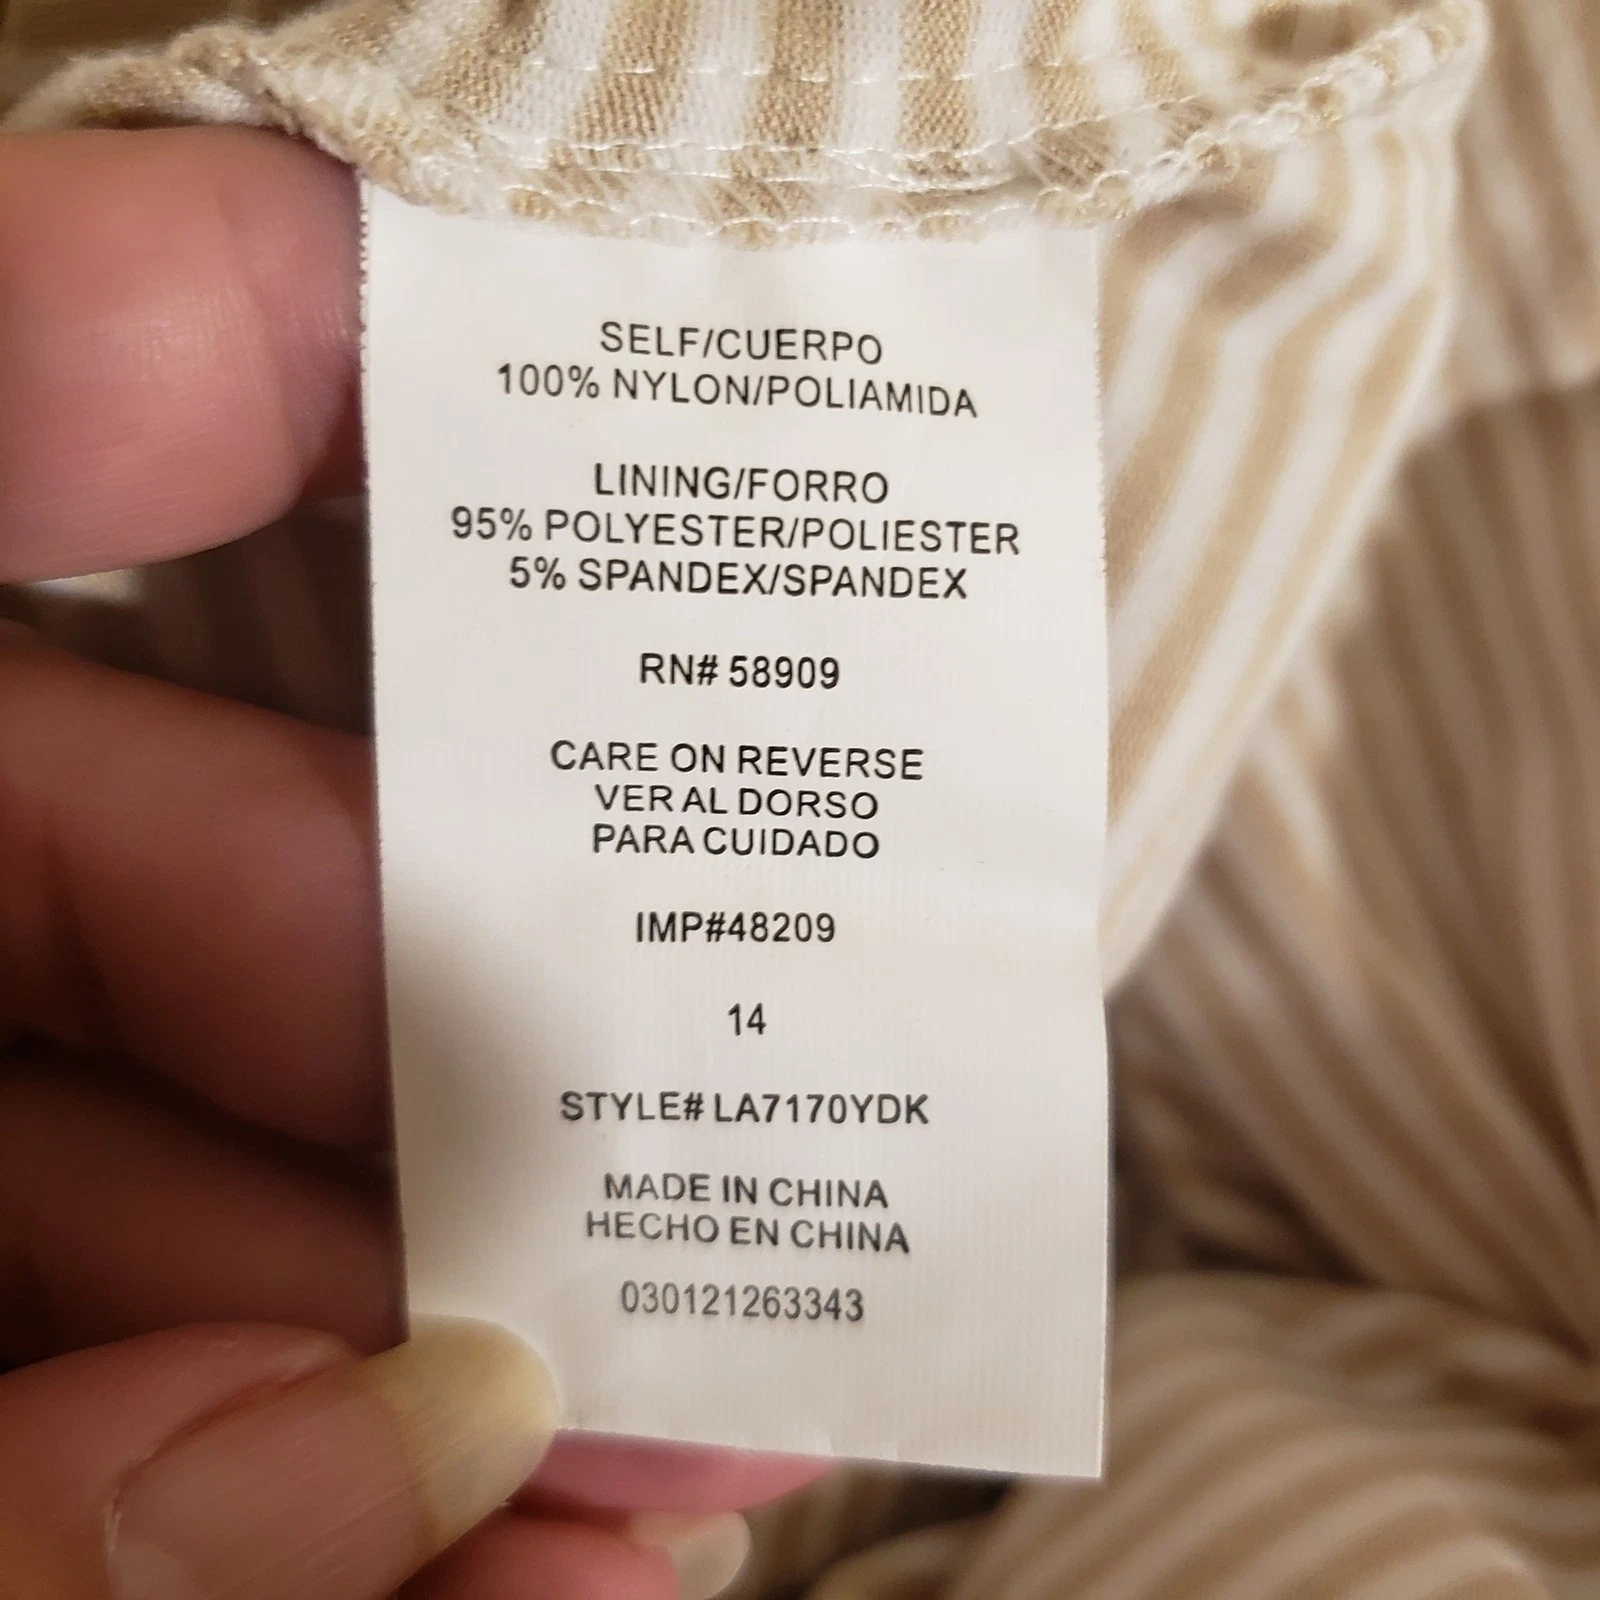 SELF/CUERPO
100% NYLON/POLIAMIDA
LINING/FORRO
95% POLYESTER/POLIESTER
5% SPANDEX/SPANDEX
RN# 58909
CARE ON REVERSE
VER AL DORSO
PARA CUIDADO
IMP#48209
14
STYLE# LA7170YDK
MADE IN CHINA
HECHO EN CHINA
030121263343